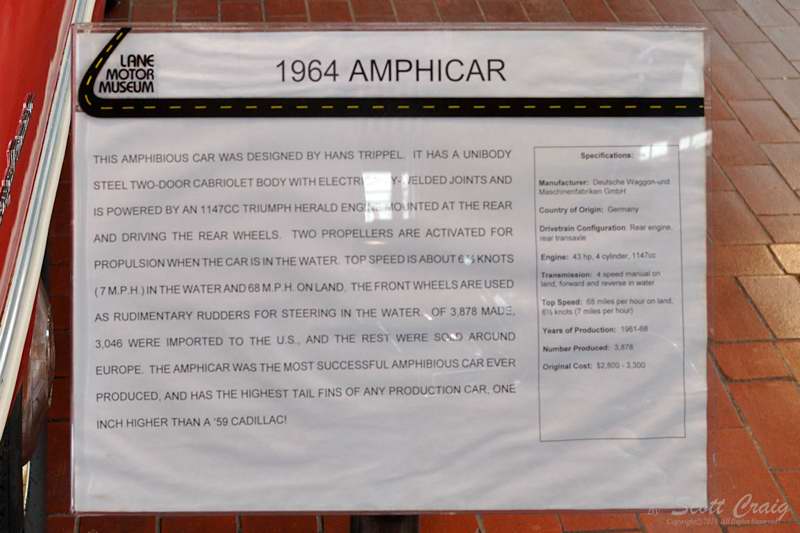 LANE
MOTOR
MUSEUM
1964 AMPHICAR
THIS AMPHIBIOUS CAR WAS DESIGNED BY HANS TRIPPEL. IT HAS A UNIBODY
STEEL TWO-DOOR CABRIOLET BODY WITH ELECTRICALLY-WELDED JOINTS AND
IS POWERED BY AN 1147CC TRIUMPH HERALD ENGINE MOUNTED AT THE REAR
AND DRIVING THE REAR WHEELS. TWO PROPELLERS ARE ACTIVATED FOR
PROPULSION WHEN THE CAR IS IN THE WATER. TOP SPEED IS ABOUT 6½ KNOTS
(7 M.P.H.) IN THE WATER AND 68 M.P.H. ON LAND. THE FRONT WHEELS ARE USED
AS RUDIMENTARY RUDDERS FOR STEERING IN THE WATER. OF 3,878 MADE,
3,046 WERE IMPORTED TO THE U.S., AND THE REST WERE SOLD AROUND
EUROPE. THE AMPHICAR WAS THE MOST SUCCESSFUL AMPHIBIOUS CAR EVER
PRODUCED, AND HAS THE HIGHEST TAIL FINS OF ANY PRODUCTION CAR, ONE
INCH HIGHER THAN A '59 CADILLAC!
Specifications:
Manufacturer: Deutsche Waggon-und
Maschinenfabriken GmbH
Country of Origin: Germany
Drivetrain Configuration: Rear engine,
rear transaxle
Engine: 43 hp, 4 cylinder, 1147cc
Transmission: 4 speed manual on
land, forward and reverse in water
Top Speed: 68 miles per hour on land,
6½ knots (7 miles per hour)
Years of Production: 1961-68
Number Produced: 3,878
Original Cost: $2,800 - 3,300
By Scott Craig